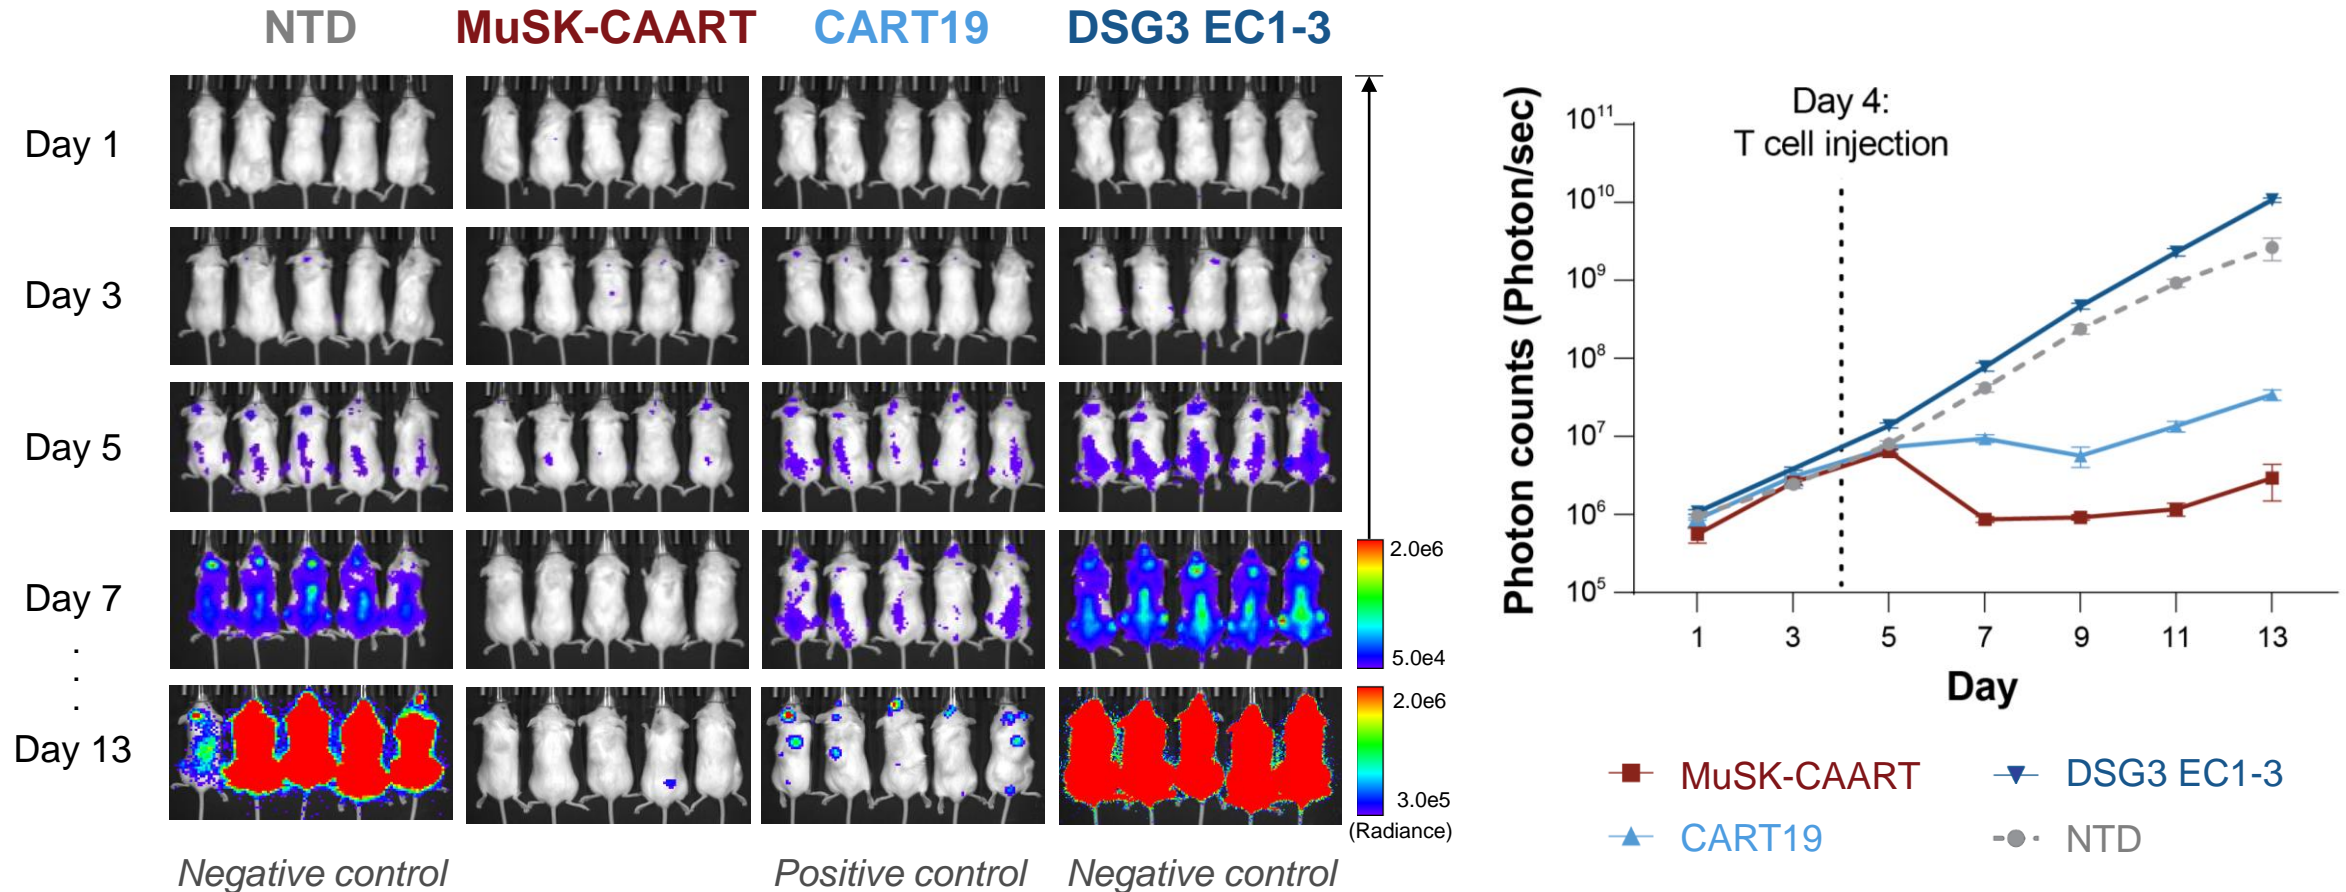 NTD MuSK-CAART CART19 DSG3 EC1-3
Day 1
Day 3
Day 5
Day 7
.
.
.
Day 13
2.0e6
5.0e4
2.0e6
3.0e5
(Radiance)
Negative control Positive control Negative control
Photon counts (Photon/sec)
Day 4:
T cell injection
10¹¹
10¹⁰
10⁹
10⁸
10⁷
10⁶
10⁵
1 3 5 7 9 11 13
Day
MuSK-CAART DSG3 EC1-3
CART19 NTD